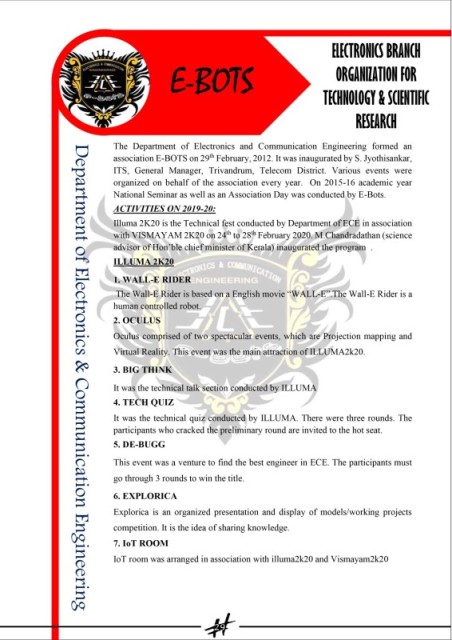 E-BOTS
ELECTRONICS BRANCH
ORGANIZATION FOR
TECHNOLOGY & SCIENTIFIC
RESEARCH
Department of Electronics & Communication Engineering
The Department of Electronics and Communication Engineering formed an
association E-BOTS on 29th February, 2012. It was inaugurated by S. Jyothisankar,
ITS, General Manager, Trivandrum, Telecom District. Various events were
organized on behalf of the association every year. On 2015-16 academic year
National Seminar as well as an Association Day was conducted by E-Bots.
ACTIVITIES ON 2019-20:
Illuma 2K20 is the Technical fest conducted by Department of ECE in association
with VISMAYAM 2K20 on 24th to 28th February 2020. M Chandradathan (science
advisor of Hon'ble chief minister of Kerala) inaugurated the program .
ILLUMA 2K20
1. WALL-E RIDER
The Wall-E Rider is based on a English movie "WALL-E".The Wall-E Rider is a
human controlled robot.
2. OCULUS
Oculus comprised of two spectacular events, which are Projection mapping and
Virtual Reality. This event was the main attraction of ILLUMA2k20.
3. BIG THINK
It was the technical talk section conducted by ILLUMA
4. TECH QUIZ
It was the technical quiz conducted by ILLUMA. There were three rounds. The
participants who cracked the preliminary round are invited to the hot seat.
5. DE-BUGG
This event was a venture to find the best engineer in ECE. The participants must
go through 3 rounds to win the title.
6. EXPLORICA
Explorica is an organized presentation and display of models/working projects
competition. It is the idea of sharing knowledge.
7. IoT ROOM
IoT room was arranged in association with illuma2k20 and Vismayam2k20